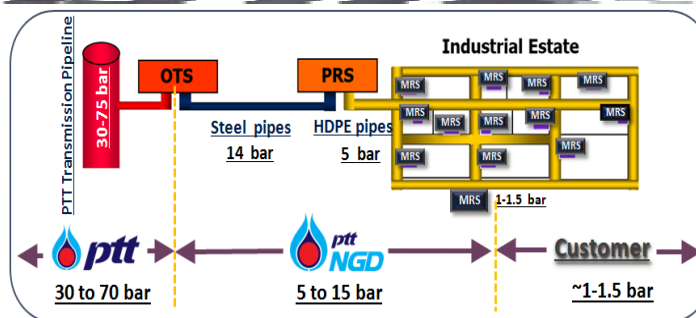 Industrial Estate
PTT Transmission Pipeline
30-75 bar
OTS
PRS
MRS
MRS
MRS
MRS
MRS
MRS
MRS
MRS
MRS
MRS
MRS
MRS
Steel pipes
14 bar
HDPE pipes
5 bar
MRS
1-1.5 bar
ptt
ptt
NGD
Customer
30 to 70 bar
5 to 15 bar
~1-1.5 bar